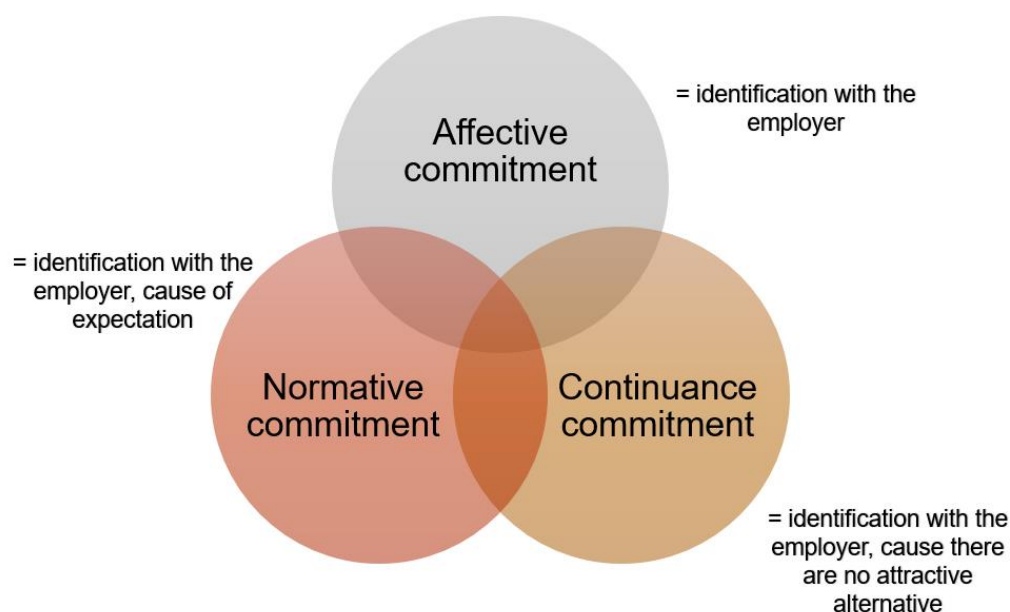 Affective
commitment
= identification with the
employer
= identification with the
employer, cause of
expectation
Normative
commitment
Continuance
commitment
= identification with the
employer, cause there
are no attractive
alternative